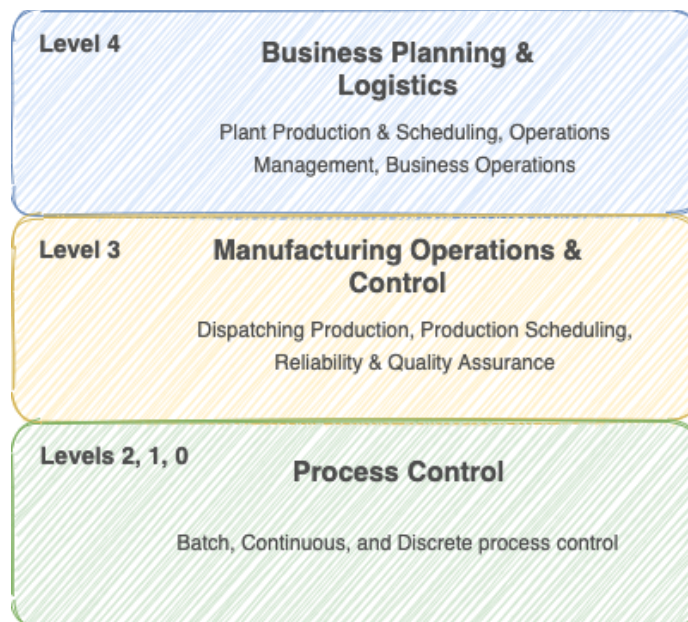 Level 4
Business Planning &
Logistics
Plant Production & Scheduling, Operations
Management, Business Operations
Level 3
Manufacturing Operations &
Control
Dispatching Production, Production Scheduling,
Reliability & Quality Assurance
Levels 2, 1, 0
Process Control
Batch, Continuous, and Discrete process control